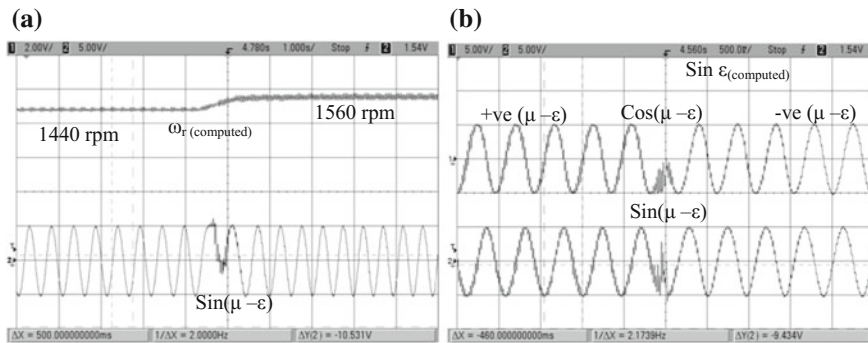 (a)
1 2.00V/ 2 5.00V/ 4.780s 1.000s/ Stop 2 1.54V
1440 rpm
ωr (computed)
1560 rpm
Sin(μ –ε)
ΔX = 500.000000000ms 1/ΔX = 2.0000Hz ΔY(2) = -10.531V
(b)
1 5.00V/ 2 5.00V/ 4.560s 500.0m/ Stop 2 1.54V
Sin ε(computed)
+ve (μ –ε) Cos(μ –ε) -ve (μ –ε)
Sin(μ –ε)
ΔX = -460.000000000ms 1/ΔX = 2.1739Hz ΔY(2) = -9.434V